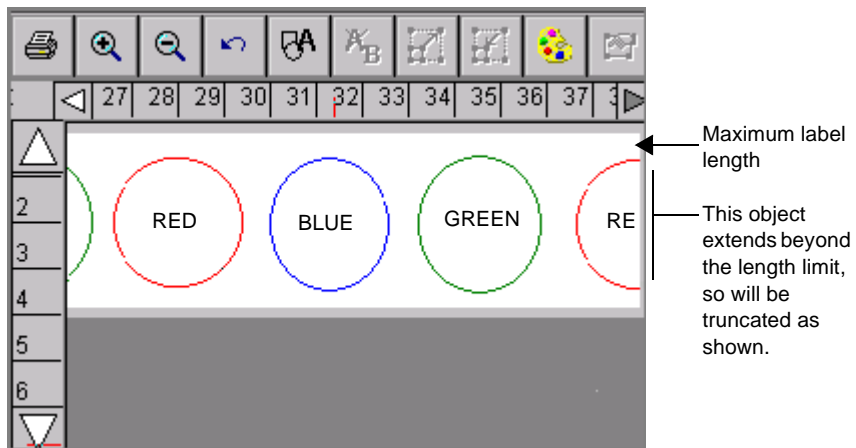 A
A B
27 28 29 30 31 32 33 34 35 36 37
2
3
4
5
6
RED BLUE GREEN RE
Maximum label
length
This object
extends beyond
the length limit,
so will be
truncated as
shown.